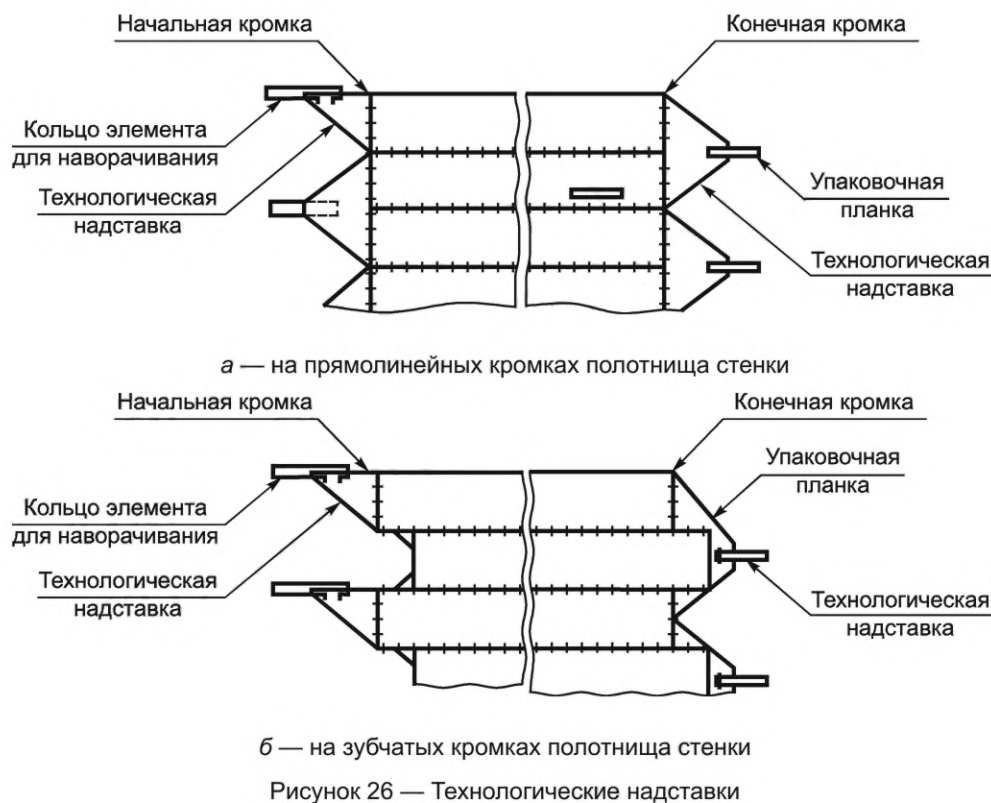 Начальная кромка
Конечная кромка
Кольцо элемента
для наворачивания
Технологическая
надставка
Упаковочная
планка
Технологическая
надставка
а — на прямолинейных кромках полотнища стенки
Начальная кромка
Конечная кромка
Кольцо элемента
для наворачивания
Технологическая
надставка
Упаковочная
планка
Технологическая
надставка
б — на зубчатых кромках полотнища стенки
Рисунок 26 — Технологические надставки